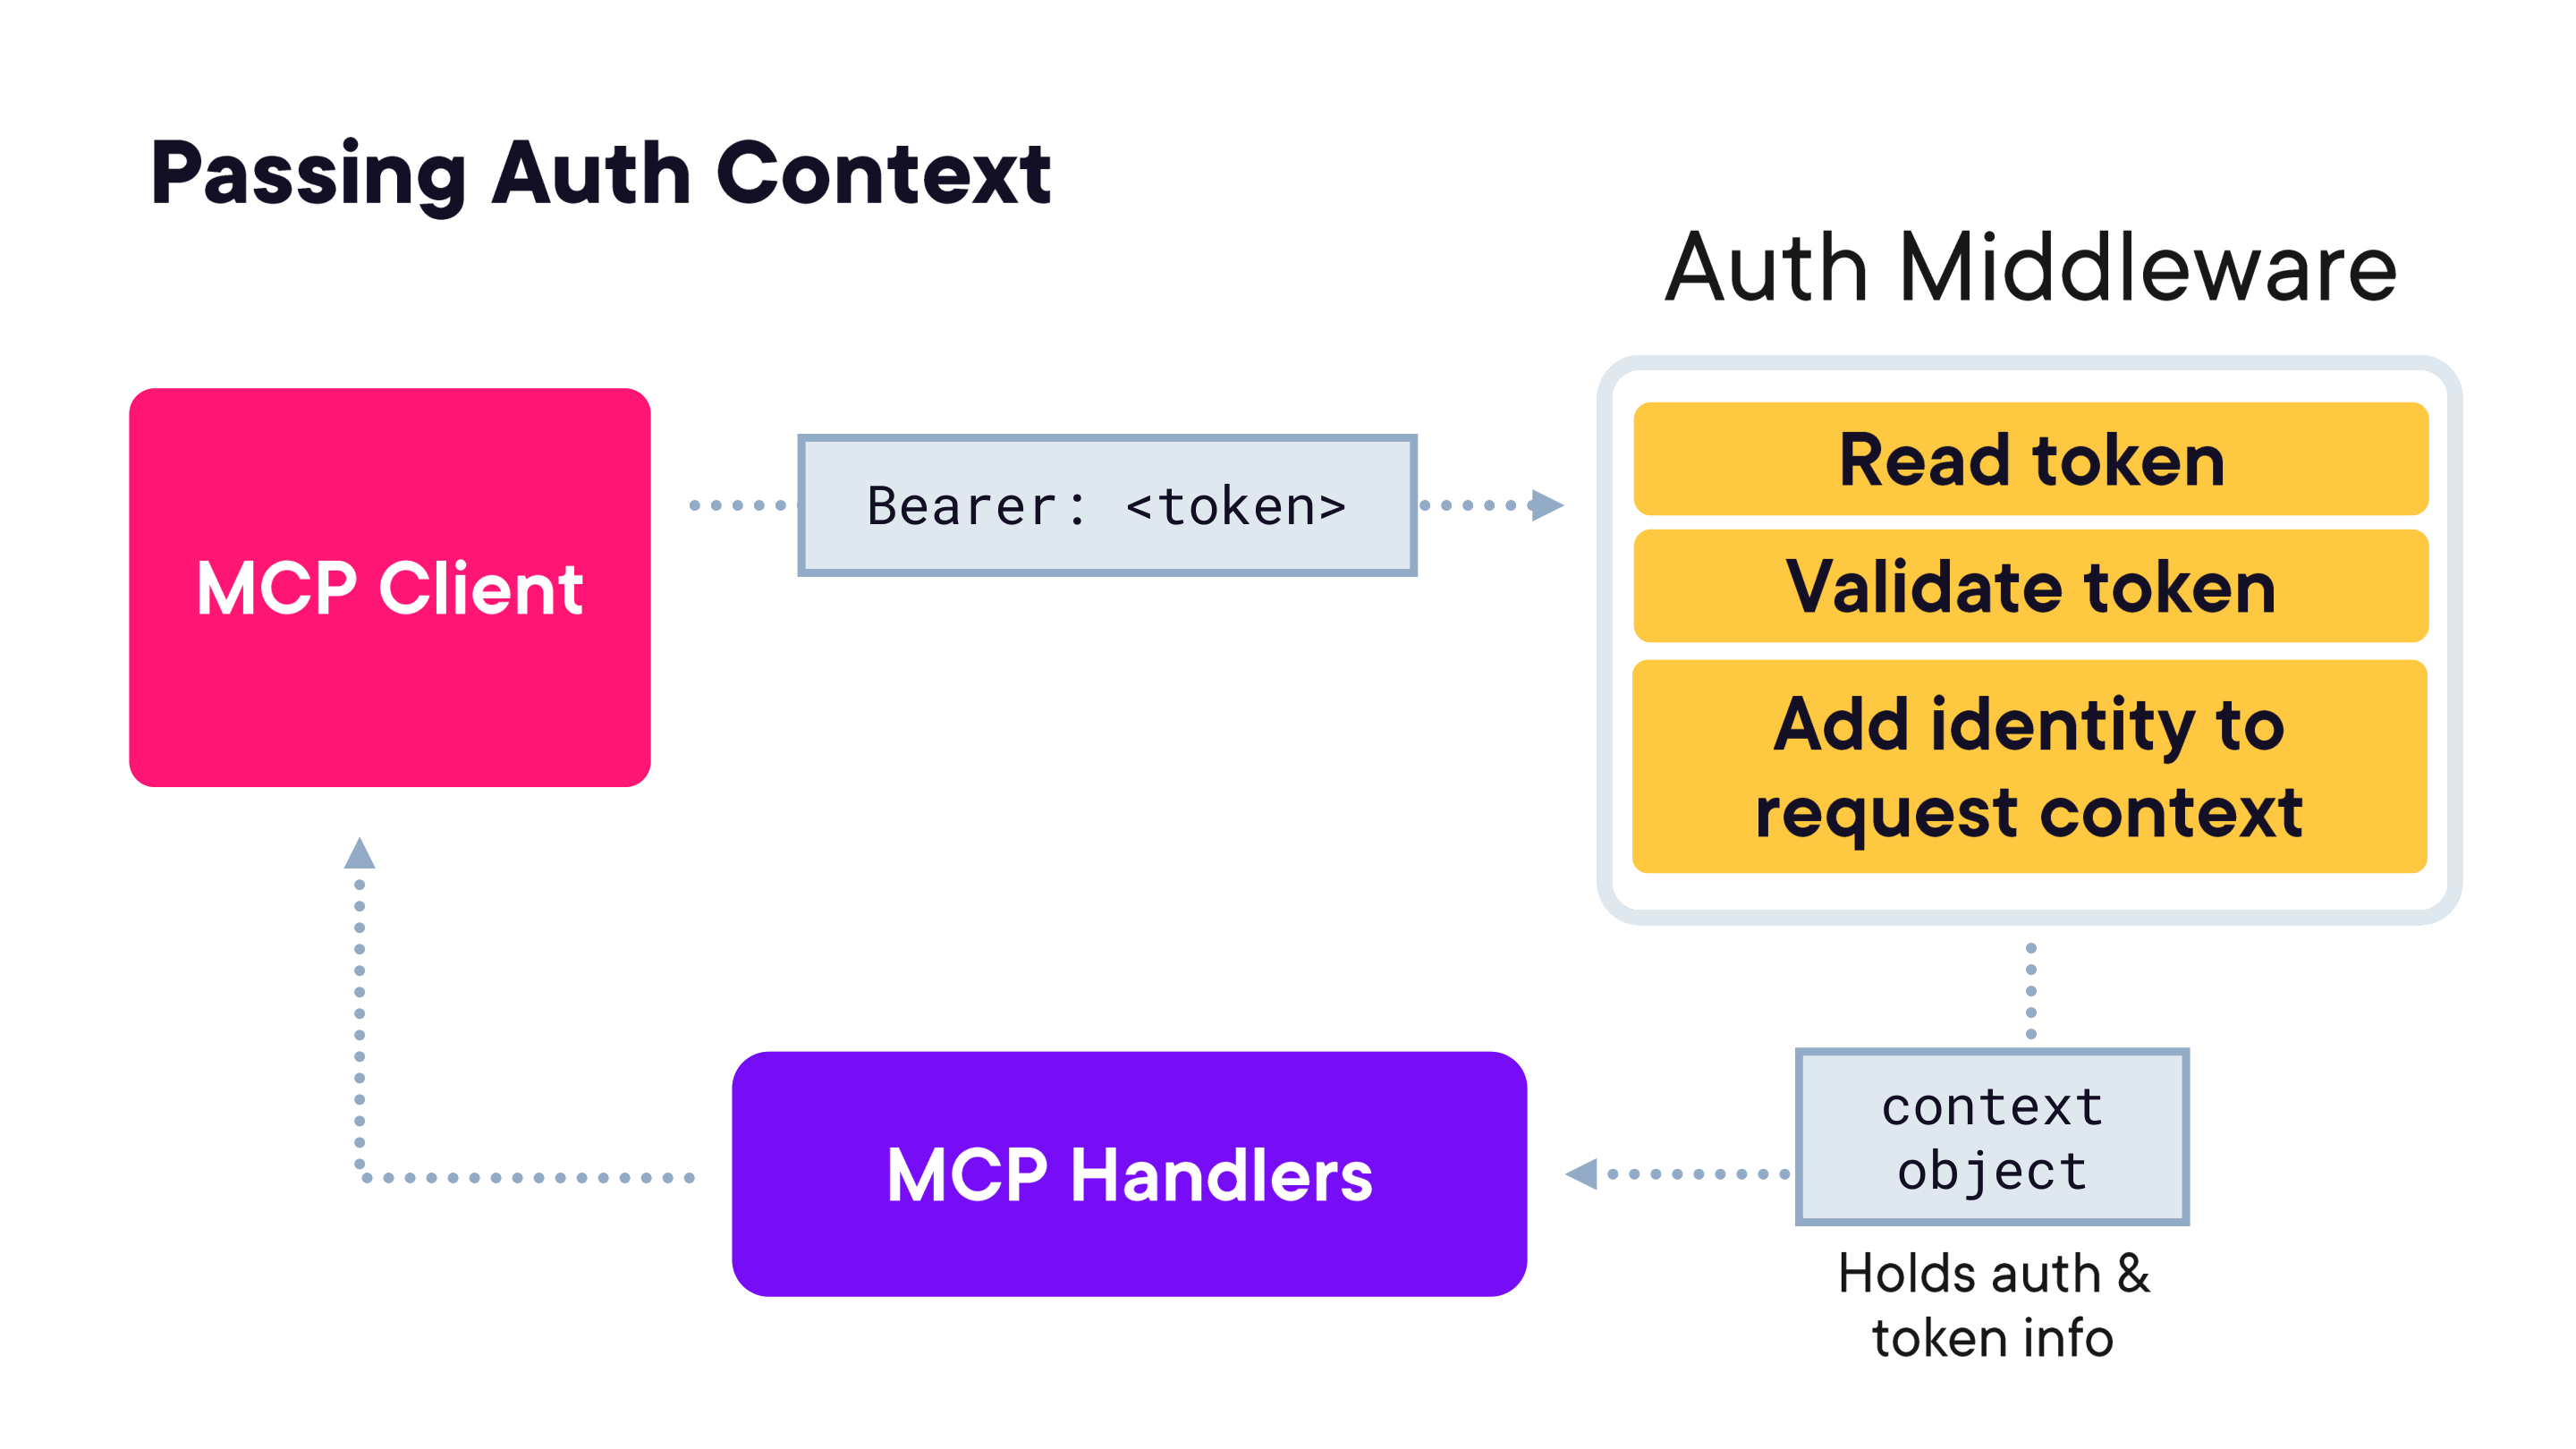 Passing Auth Context
Auth Middleware
MCP Client
Bearer: <token>
Read token
Validate token
Add identity to
request context
MCP Handlers
context
object
Holds auth &
token info